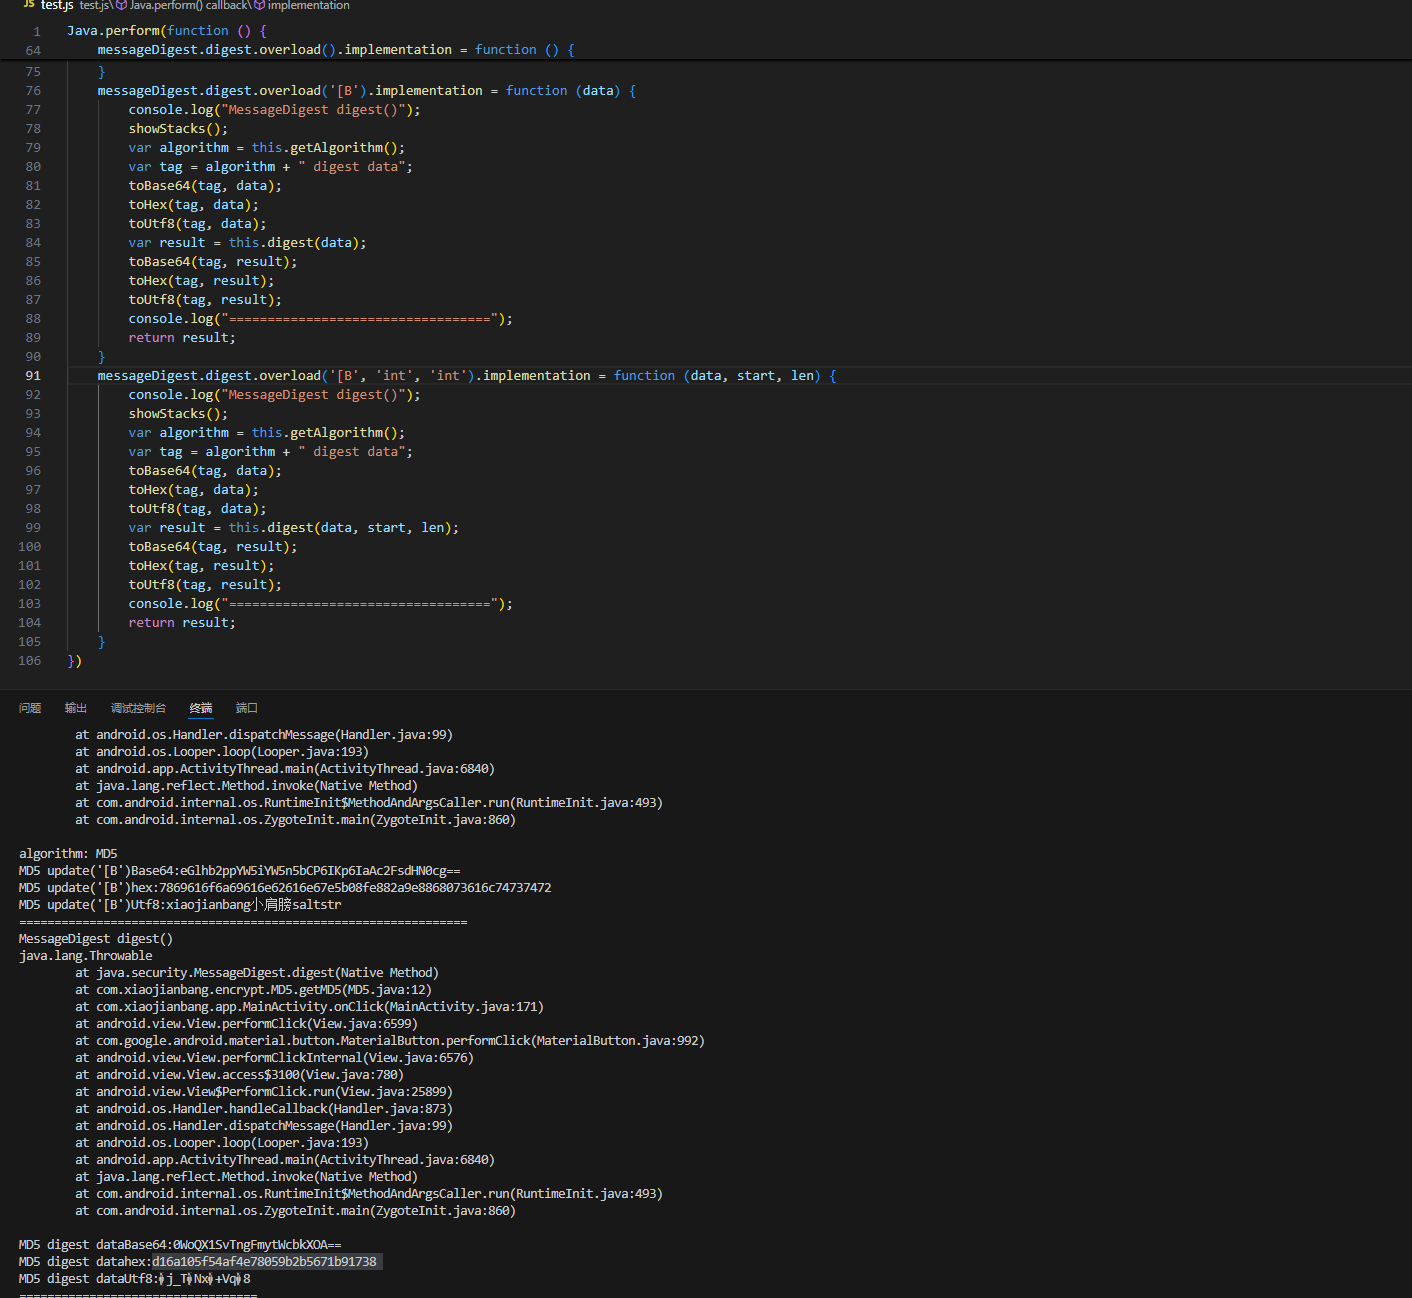 JS test.js test.js\ Java.perform() callback\ implementation
1 Java.perform(function () {
64 messageDigest.digest.overload().implementation = function () {
75 }
76 messageDigest.digest.overload('[B').implementation = function (data) {
77 console.log("MessageDigest digest()");
78 showStacks();
79 var algorithm = this.getAlgorithm();
80 var tag = algorithm + " digest data";
81 toBase64(tag, data);
82 toHex(tag, data);
83 toUtf8(tag, data);
84 var result = this.digest(data);
85 toBase64(tag, result);
86 toHex(tag, result);
87 toUtf8(tag, result);
88 console.log("==================================");
89 return result;
90 }
91 messageDigest.digest.overload('[B', 'int', 'int').implementation = function (data, start, len) {
92 console.log("MessageDigest digest()");
93 showStacks();
94 var algorithm = this.getAlgorithm();
95 var tag = algorithm + " digest data";
96 toBase64(tag, data);
97 toHex(tag, data);
98 toUtf8(tag, data);
99 var result = this.digest(data, start, len);
100 toBase64(tag, result);
101 toHex(tag, result);
102 toUtf8(tag, result);
103 console.log("==================================");
104 return result;
105 }
106 })
问题 输出 调试控制台 终端 端口
at android.os.Handler.dispatchMessage(Handler.java:99)
at android.os.Looper.loop(Looper.java:193)
at android.app.ActivityThread.main(ActivityThread.java:6840)
at java.lang.reflect.Method.invoke(Native Method)
at com.android.internal.os.RuntimeInit$MethodAndArgsCaller.run(RuntimeInit.java:493)
at com.android.internal.os.ZygoteInit.main(ZygoteInit.java:860)
algorithm: MD5
MD5 update('[B')Base64:eGlhb2ppYW5iYW5n5bCP6IKp6IaAc2FsdHN0cg==
MD5 update('[B')hex:7869616f6a69616e62616e67e5b08fe882a9e8868073616c74737472
MD5 update('[B')Utf8:xiaojianbang小肩膀saltstr
================================================================
MessageDigest digest()
java.lang.Throwable
at java.security.MessageDigest.digest(Native Method)
at com.xiaojianbang.encrypt.MD5.getMD5(MD5.java:12)
at com.xiaojianbang.app.MainActivity.onClick(MainActivity.java:171)
at android.view.View.performClick(View.java:6599)
at com.google.android.material.button.MaterialButton.performClick(MaterialButton.java:992)
at android.view.View.performClickInternal(View.java:6576)
at android.view.View.access$3100(View.java:780)
at android.view.View$PerformClick.run(View.java:25899)
at android.os.Handler.handleCallback(Handler.java:873)
at android.os.Handler.dispatchMessage(Handler.java:99)
at android.os.Looper.loop(Looper.java:193)
at android.app.ActivityThread.main(ActivityThread.java:6840)
at java.lang.reflect.Method.invoke(Native Method)
at com.android.internal.os.RuntimeInit$MethodAndArgsCaller.run(RuntimeInit.java:493)
at com.android.internal.os.ZygoteInit.main(ZygoteInit.java:860)
MD5 digest dataBase64:0WoQX1SvTngFmytWcbkXOA==
MD5 digest datahex:d16a105f54af4e78059b2b5671b91738
MD5 digest dataUtf8:�j_T�Nx�+Vq�8
==================================